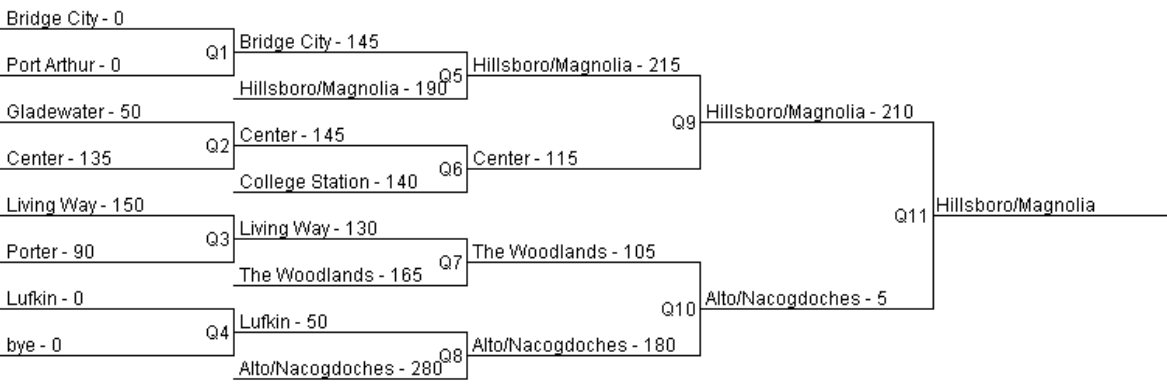 Bridge City - 0
Port Arthur - 0
Gladewater - 50
Center - 135
Living Way - 150
Porter - 90
Lufkin - 0
bye - 0
Q1
Q2
Q3
Q4
Bridge City - 145
Hillsboro/Magnolia - 190
Center - 145
College Station - 140
Living Way - 130
The Woodlands - 165
Lufkin - 50
Alto/Nacogdoches - 280
Q5
Q6
Q7
Q8
Hillsboro/Magnolia - 215
Center - 115
The Woodlands - 105
Alto/Nacogdoches - 180
Q9
Q10
Hillsboro/Magnolia - 210
Alto/Nacogdoches - 5
Q11
Hillsboro/Magnolia